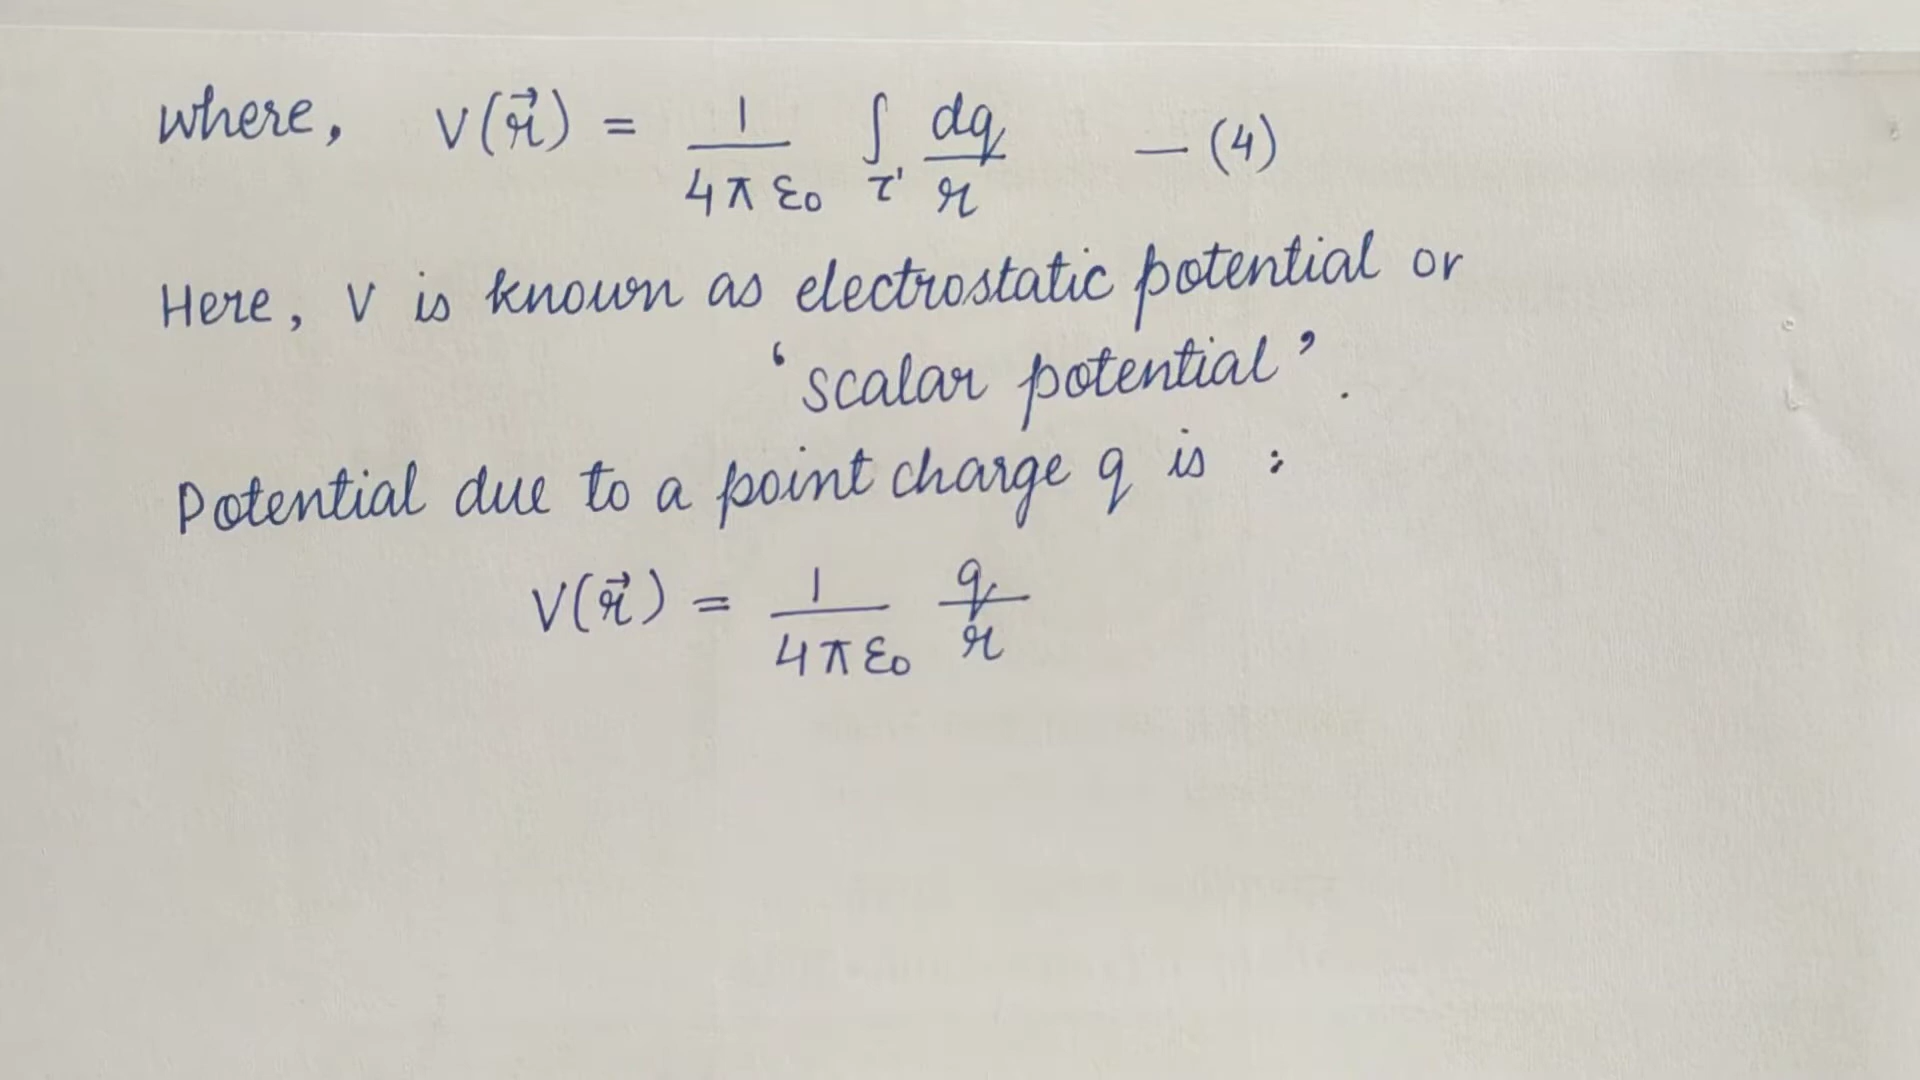 where, V(r⃗) = 1/4πε₀ ∫τ' dq/r — (4)
Here, V is known as electrostatic potential or
'scalar potential'.
Potential due to a point charge q is :
V(r⃗) = 1/4πε₀ q/r